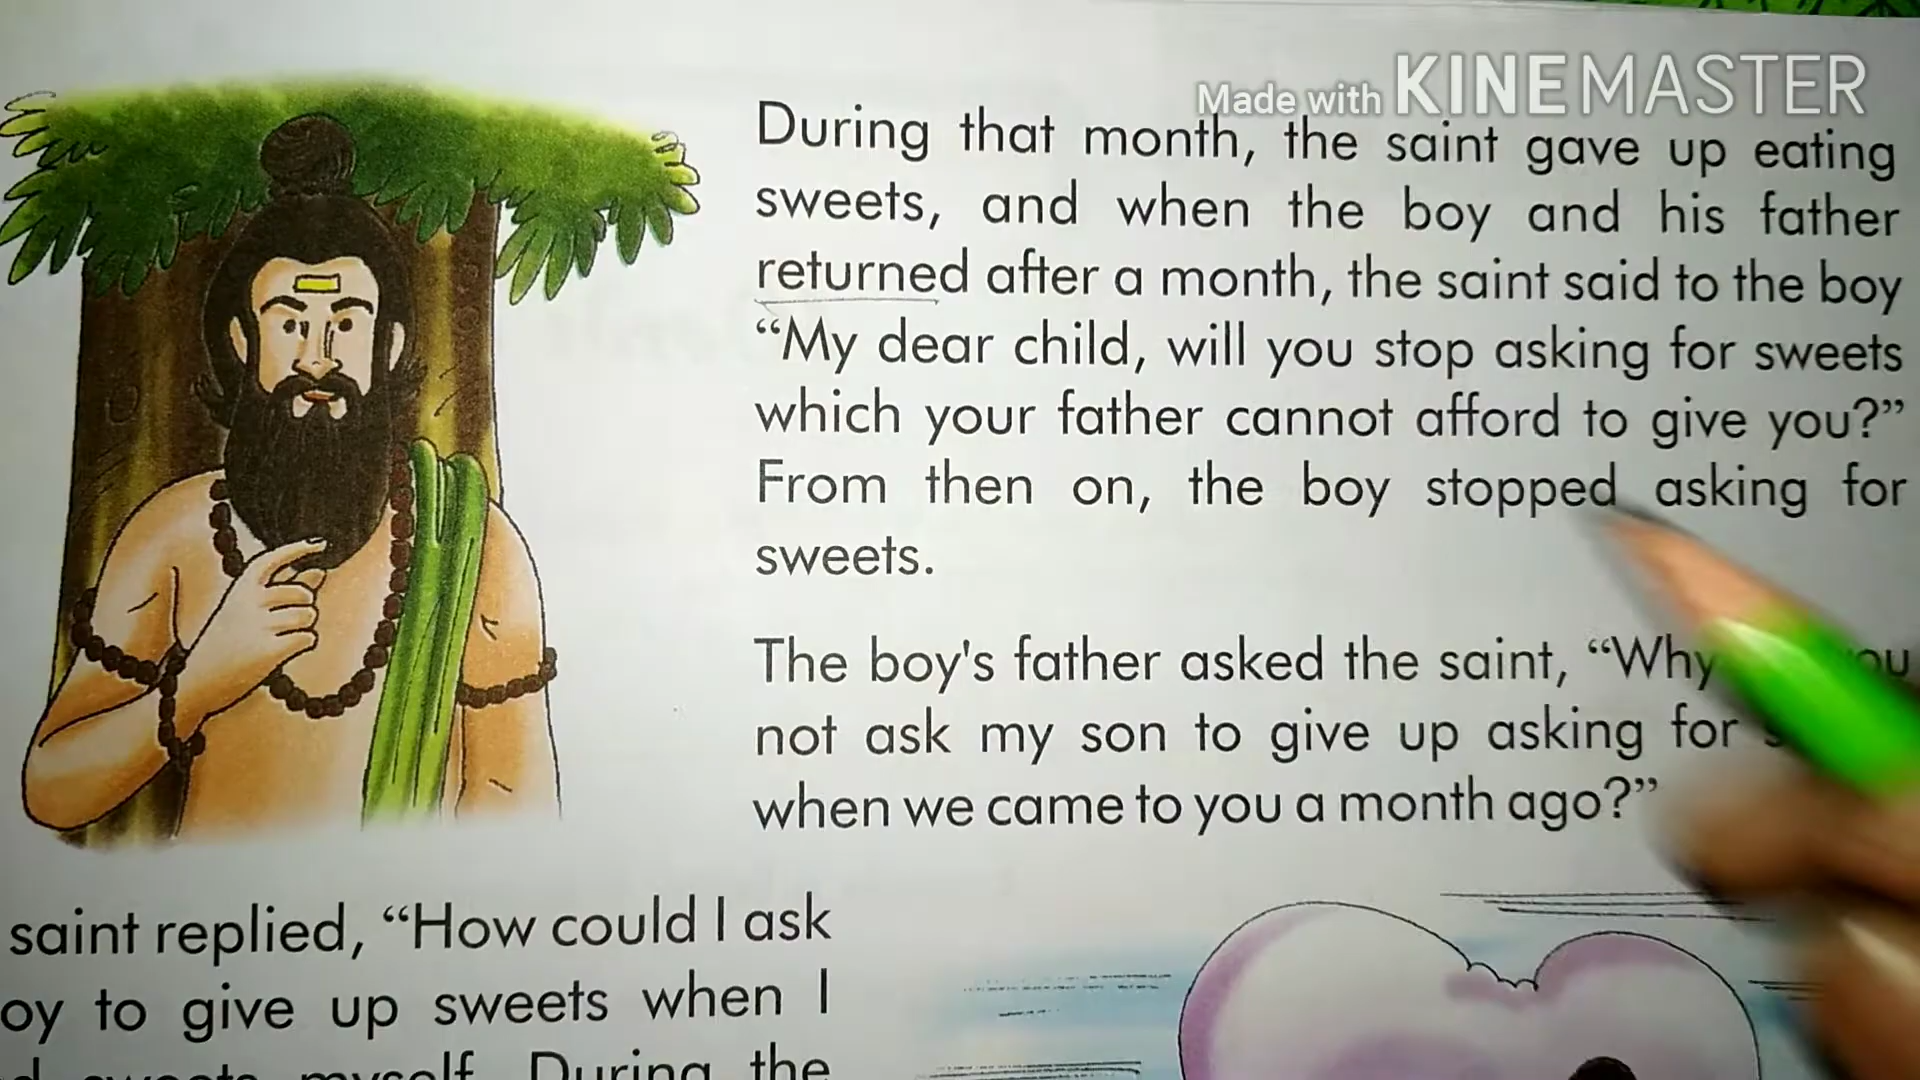 Made with KINEMASTER
During that month, the saint gave up eating
sweets, and when the boy and his father
returned after a month, the saint said to the boy
“My dear child, will you stop asking for sweets
which your father cannot afford to give you?”
From then on, the boy stopped asking for
sweets.
The boy's father asked the saint, “Why
not ask my son to give up asking for
when we came to you a month ago?”
saint replied, “How could I ask
oy to give up sweets when I
sweets myself. During the